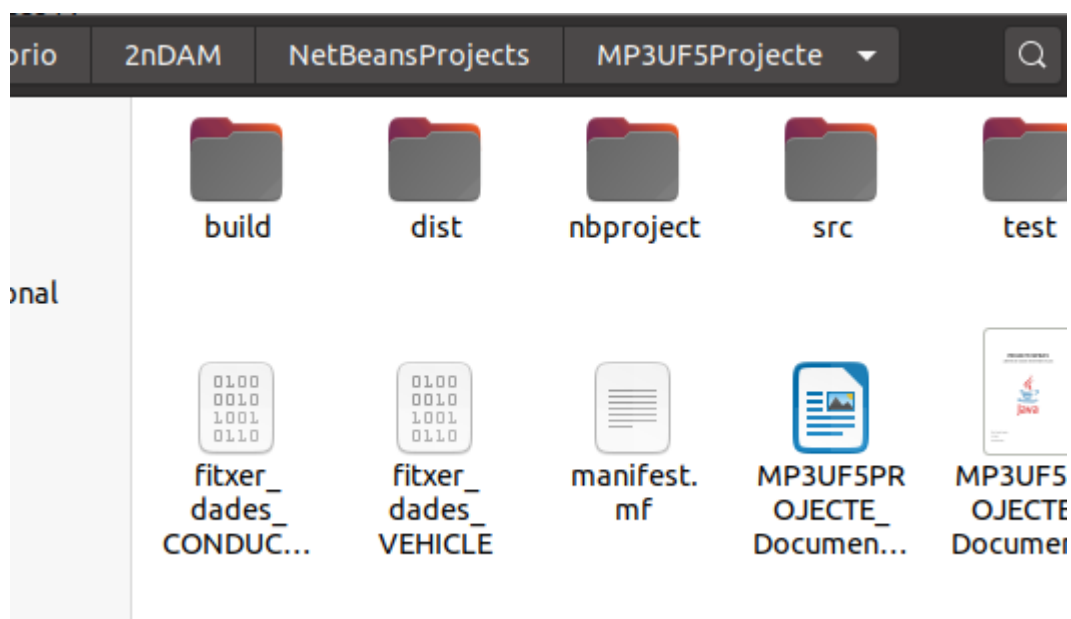 orio 2nDAM NetBeansProjects MP3UF5Projecte
build dist nbproject src test
onal
0100 0100
0010 0010
1001 1001
0110 0110
Java
fitxer_ fitxer_ manifest. MP3UF5PR MP3UF5
dades_ dades_ mf OJECTE_ OJECTE
CONDUC... VEHICLE Documen... Documen